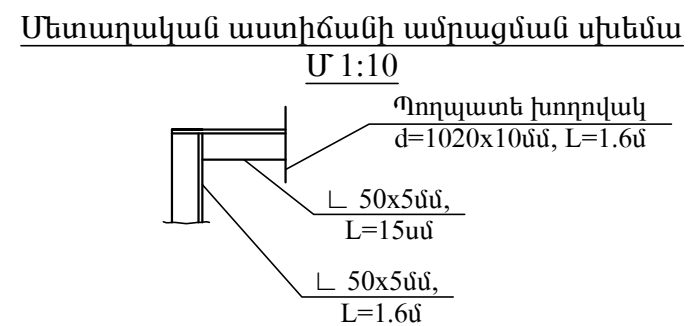 Մետաղական աստիճանի ամրացման սխեմա
Մ 1:10
Պողպատե խողովակ
d=1020x10մմ, L=1.6մ
∟ 50x5մմ,
L=15սմ
∟ 50x5մմ,
L=1.6մ